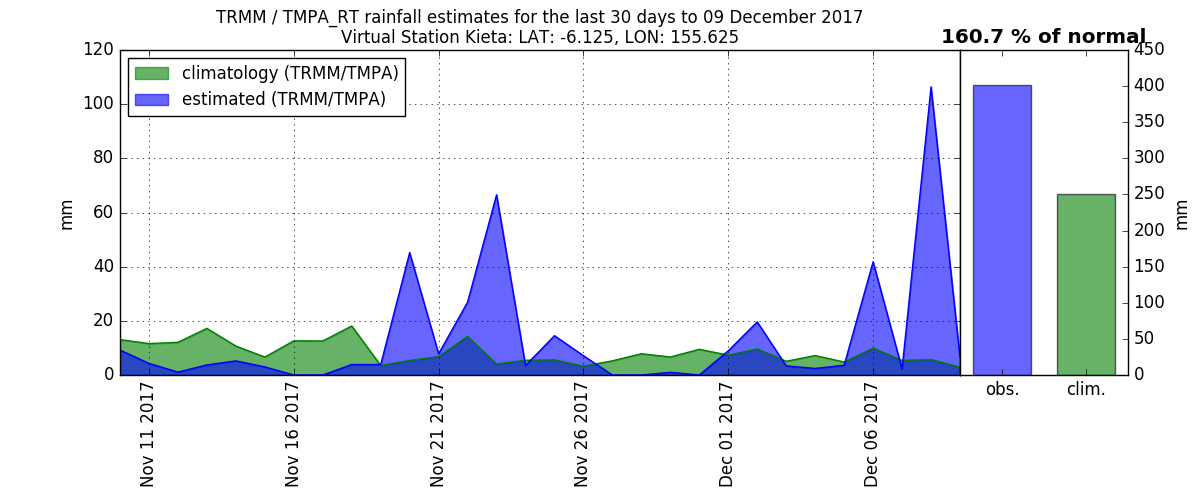 TRMM / TMPA_RT rainfall estimates for the last 30 days to 09 December 2017
Virtual Station Kieta: LAT: -6.125, LON: 155.625
160.7 % of normal
climatology (TRMM/TMPA)
estimated (TRMM/TMPA)
mm
120
100
80
60
40
20
0
Nov 11 2017
Nov 16 2017
Nov 21 2017
Nov 26 2017
Dec 01 2017
Dec 06 2017
obs.
clim.
450
400
350
300
250
200
150
100
50
0
mm